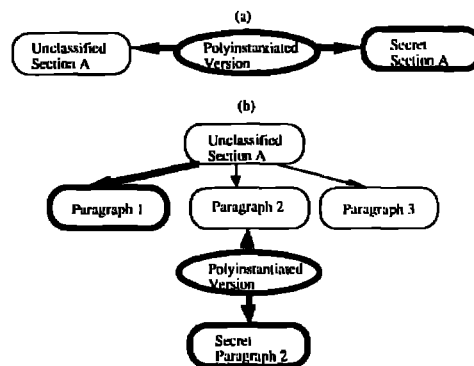 (a)
Unclassified
Section A
Polyinstantiated
Version
Secret
Section A
(b)
Unclassified
Section A
Paragraph 1
Paragraph 2
Paragraph 3
Polyinstantiated
Version
Secret
Paragraph 2